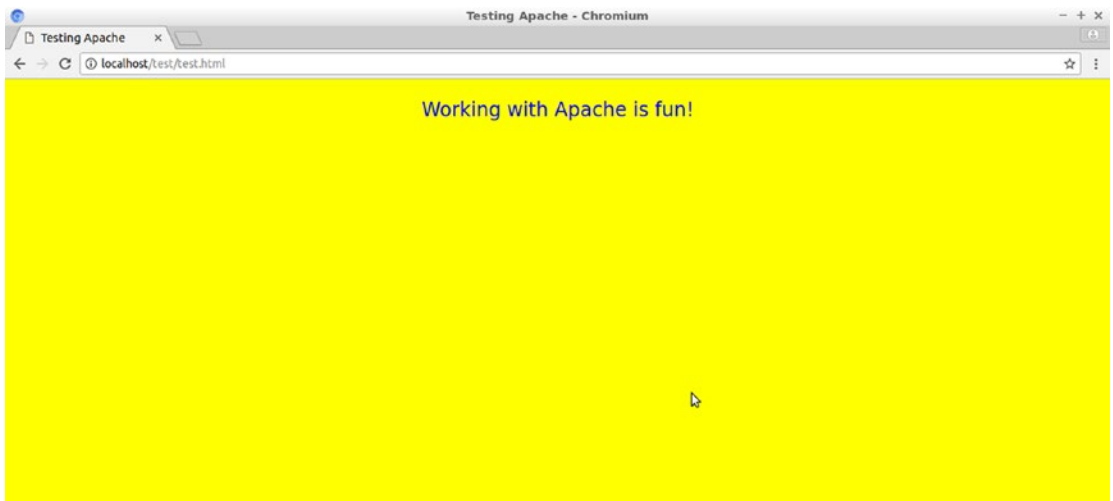 Testing Apache - Chromium
Testing Apache
localhost/test/test.html
Working with Apache is fun!